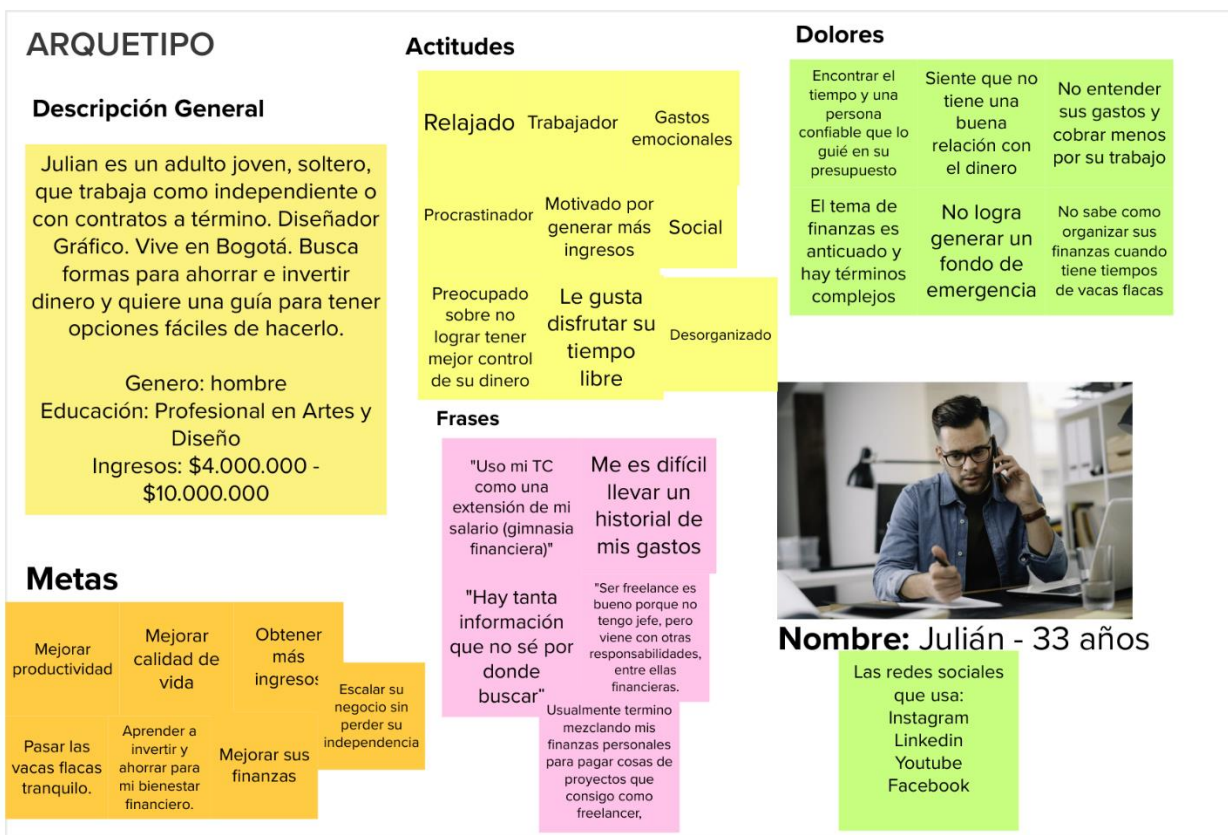 ARQUETIPO
Descripción General
Julian es un adulto joven, soltero,
que trabaja como independiente o
con contratos a término. Diseñador
Gráfico. Vive en Bogotá. Busca
formas para ahorrar e invertir
dinero y quiere una guía para tener
opciones fáciles de hacerlo.
Genero: hombre
Educación: Profesional en Artes y
Diseño
Ingresos: $4.000.000 -
$10.000.000
Metas
Mejorar
productividad
Mejorar
calidad de
vida
Obtener
más
ingresos
Escalar su
negocio sin
perder su
independencia
Pasar las
vacas flacas
tranquilo.
Aprender a
invertir y
ahorrar para
mi bienestar
financiero.
Mejorar sus
finanzas
Actitudes
Relajado
Trabajador
Gastos
emocionales
Procrastinador
Motivado por
generar más
ingresos
Social
Preocupado
sobre no
lograr tener
mejor control
de su dinero
Le gusta
disfrutar su
tiempo
libre
Desorganizado
Frases
"Uso mi TC
como una
extensión de mi
salario (gimnasia
financiera)"
Me es difícil
llevar un
historial de
mis gastos
"Hay tanta
información
que no sé por
donde
buscar"
"Ser freelance es
bueno porque no
tengo jefe, pero
viene con otras
responsabilidades,
entre ellas
financieras.
Usualmente termino
mezclando mis
finanzas personales
para pagar cosas de
proyectos que
consigo como
freelancer,
Dolores
Encontrar el
tiempo y una
persona
confiable que lo
guié en su
presupuesto
Siente que no
tiene una
buena
relación con
el dinero
No entender
sus gastos y
cobrar menos
por su trabajo
El tema de
finanzas es
anticuado y
hay términos
complejos
No logra
generar un
fondo de
emergencia
No sabe como
organizar sus
finanzas cuando
tiene tiempos
de vacas flacas
Nombre: Julián - 33 años
Las redes sociales
que usa:
Instagram
Linkedin
Youtube
Facebook